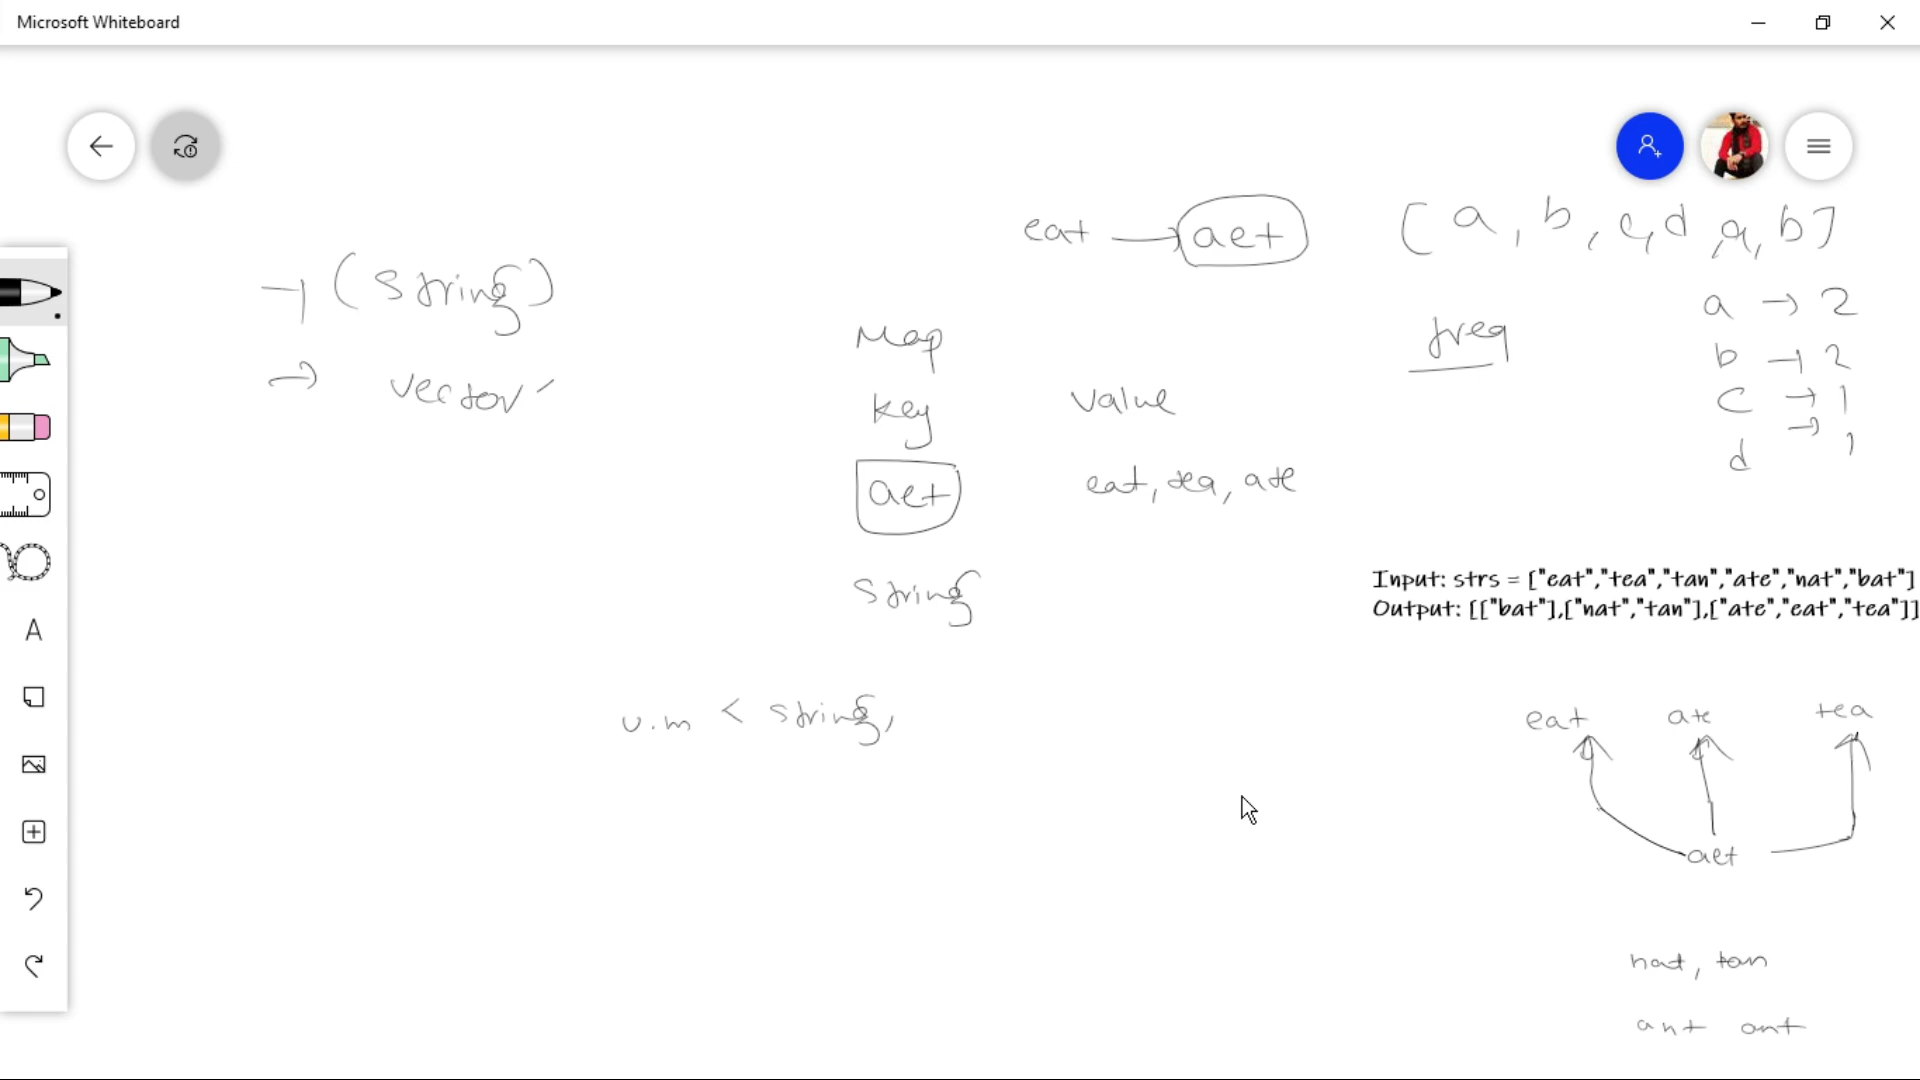 Microsoft Whiteboard
eat → aet
[a, b, c, d, a, b]
→ (string)
→ vector
Map
key value
aet eat, tea, ate
string
freq
a → 2
b → 2
c → 1
d → 1
Input: strs = ["eat","tea","tan","ate","nat","bat"]
Output: [["bat"],["nat","tan"],["ate","eat","tea"]]
u.m < string,
eat ate tea
aet
nat, tan
ant ant
A